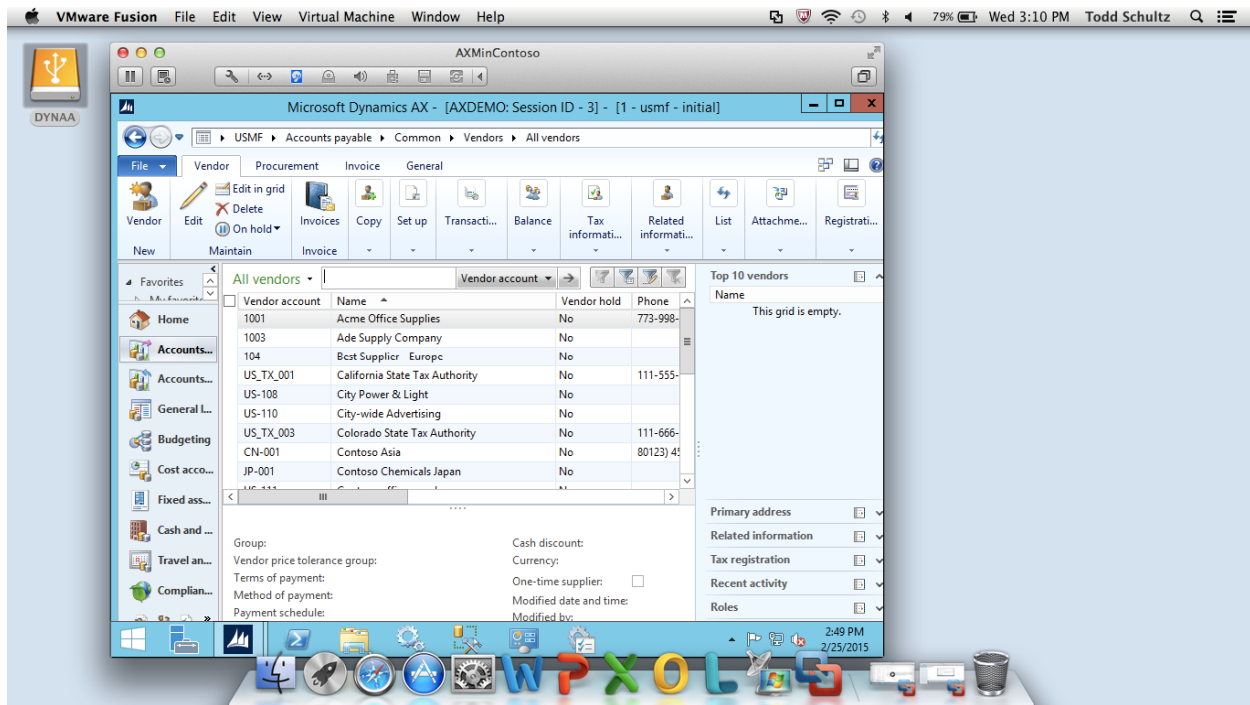 VMware Fusion File Edit View Virtual Machine Window Help 79% Wed 3:10 PM Todd Schultz
DYNAA
AXMinContoso
Microsoft Dynamics AX - [AXDEMO: Session ID - 3] - [1 - usmf - initial]
USMF Accounts payable Common Vendors All vendors
File Vendor Procurement Invoice General
Vendor
Edit
Edit in grid
Delete
On hold
Invoices
Copy
Set up
Transacti...
Balance
Tax informati...
Related informati...
List
Attachme...
Registrati...
New Maintain Invoice
Favorites
Home
Accounts...
Accounts...
General l...
Budgeting
Cost acco...
Fixed ass...
Cash and ...
Travel an...
Complian...
All vendors Vendor account
Vendor account Name Vendor hold Phone
1001 Acme Office Supplies No 773-998-
1003 Ade Supply Company No
104 Best Supplier Europe No
US_TX_001 California State Tax Authority No 111-555-
US-108 City Power & Light No
US-110 City-wide Advertising No
US_TX_003 Colorado State Tax Authority No 111-666-
CN-001 Contoso Asia No 80123) 45
JP-001 Contoso Chemicals Japan No
Group:
Vendor price tolerance group:
Terms of payment:
Method of payment:
Payment schedule:
Cash discount:
Currency:
One-time supplier:
Modified date and time:
Modified by:
Top 10 vendors
Name
This grid is empty.
Primary address
Related information
Tax registration
Recent activity
Roles
2:49 PM
2/25/2015
W P X O L